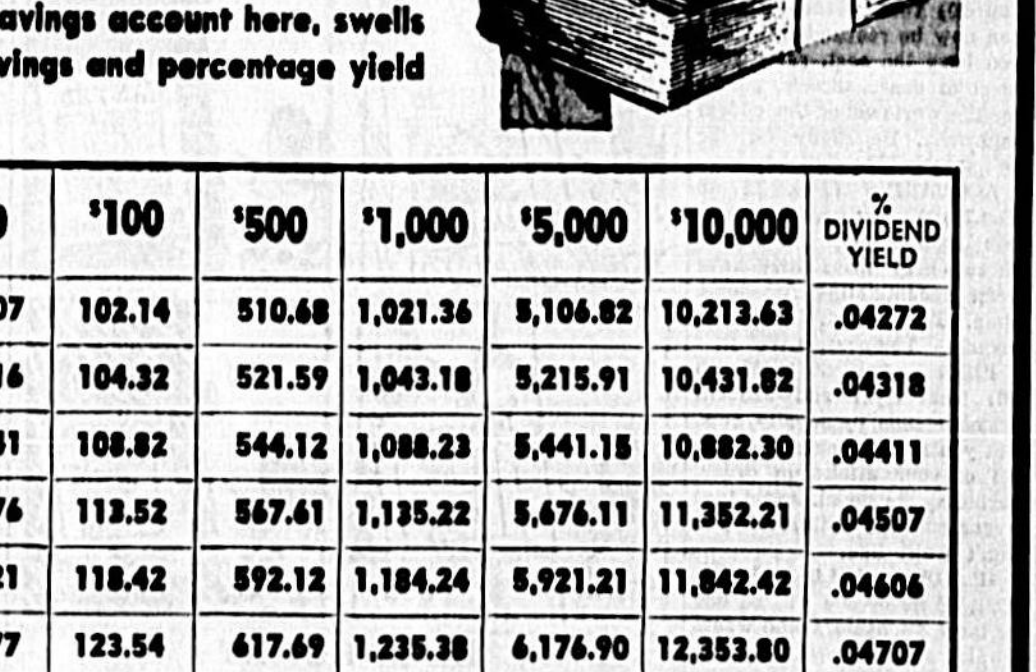 avings account here, swells
vings and percentage yield
$100 $500 $1,000 $5,000 $10,000 % DIVIDEND YIELD
07 102.14 510.68 1,021.36 5,106.82 10,213.63 .04272
16 104.32 521.59 1,043.18 5,215.91 10,431.82 .04318
108.82 544.12 1,088.23 5,441.15 10,882.30 .04411
76 113.52 567.61 1,135.22 5,676.11 11,352.21 .04507
21 118.42 592.12 1,184.24 5,921.21 11,842.42 .04606
77 123.54 617.69 1,235.38 6,176.90 12,353.80 .04707